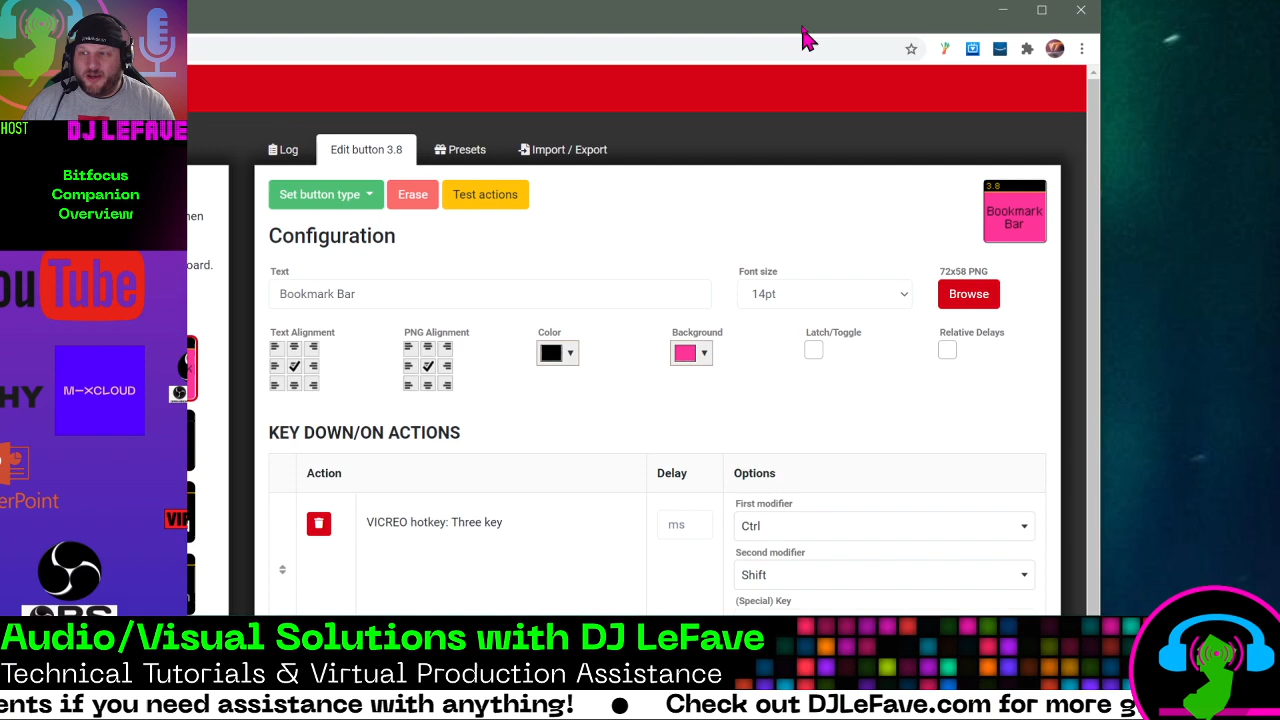 HOST
DJ LEFAVE
Bitfocus
Companion
Overview
ou Tube
M-XCLOUD
HY
erPoint
OBS
VIP
hen
oard.
Log
Edit button 3.8
Presets
Import / Export
Set button type
Erase
Test actions
3.8
Bookmark
Bar
Configuration
Text
Font size
72x58 PNG
Bookmark Bar
14pt
Browse
Text Alignment
PNG Alignment
Color
Background
Latch/Toggle
Relative Delays
KEY DOWN/ON ACTIONS
Action
Delay
Options
VICREO hotkey: Three key
ms
First modifier
Ctrl
Second modifier
Shift
(Special) Key
Audio/Visual Solutions with DJ LeFave
Technical Tutorials & Virtual Production Assistance
ents if you need assistance with anything! ● Check out DJLeFave.com for more g